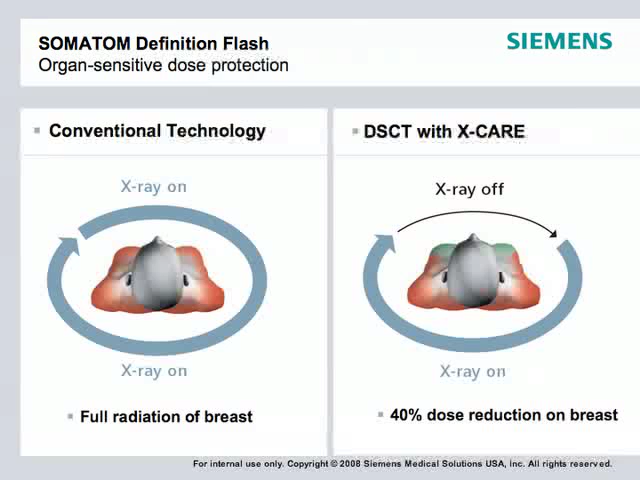 SOMATOM Definition Flash
Organ-sensitive dose protection
SIEMENS
Conventional Technology
X-ray on
X-ray on
Full radiation of breast
DSCT with X-CARE
X-ray off
X-ray on
40% dose reduction on breast
For internal use only. Copyright © 2008 Siemens Medical Solutions USA, Inc. All rights reserved.